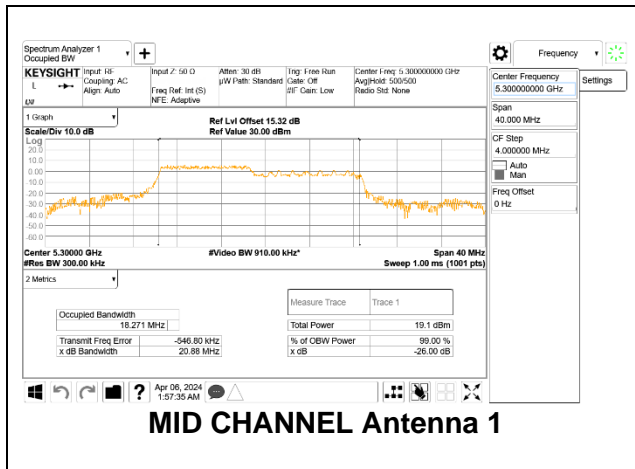 Spectrum Analyzer 1
Occupied BW
Frequency
KEYSIGHT
Input: RF
Coupling: AC
Align: Auto
Input Z: 50 Ω
Freq Ref: Int (S)
NFE: Adaptive
Atten: 30 dB
µW Path: Standard
Trig: Free Run
Gate: Off
#IF Gain: Low
Center Freq: 5.300000000 GHz
Avg|Hold: 500/500
Radio Std: None
L
Center Frequency
5.300000000 GHz
Settings
Span
40.000 MHz
CF Step
4.000000 MHz
Auto
Man
Freq Offset
0 Hz
1 Graph
Scale/Div 10.0 dB
Ref Lvl Offset 15.32 dB
Ref Value 30.00 dBm
Log
20.0
10.0
0.00
-10.0
-20.0
-30.0
-40.0
-50.0
-60.0
Center 5.30000 GHz
#Res BW 300.00 kHz
#Video BW 910.00 kHz*
Span 40 MHz
Sweep 1.00 ms (1001 pts)
2 Metrics
Measure Trace
Trace 1
Occupied Bandwidth
18.271 MHz
Total Power
19.1 dBm
Transmit Freq Error
-546.80 kHz
% of OBW Power
99.00 %
x dB Bandwidth
20.88 MHz
x dB
-26.00 dB
?
Apr 06, 2024
1:57:35 AM
MID CHANNEL Antenna 1